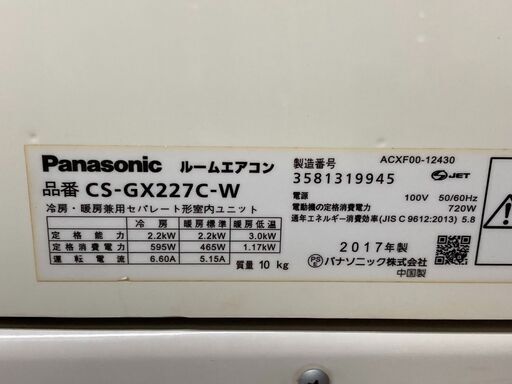 Panasonic ルームエアコン
品番 CS-GX227C-W
冷房・暖房兼用セパレート形室内ユニット
冷房 暖房標準 暖房低温
定格能力 2.2kW 2.2kW 3.0kW
定格消費電力 595W 465W 1.17kW
運転電流 6.60A 5.15A
質量 10 kg
製造番号 ACXF00-12430
3581319945
JET
電源 100V 50/60Hz
電動機の定格消費電力 720W
通年エネルギー消費効率(JIS C 9612:2013) 5.8
2017年製
PSE パナソニック株式会社
中国製